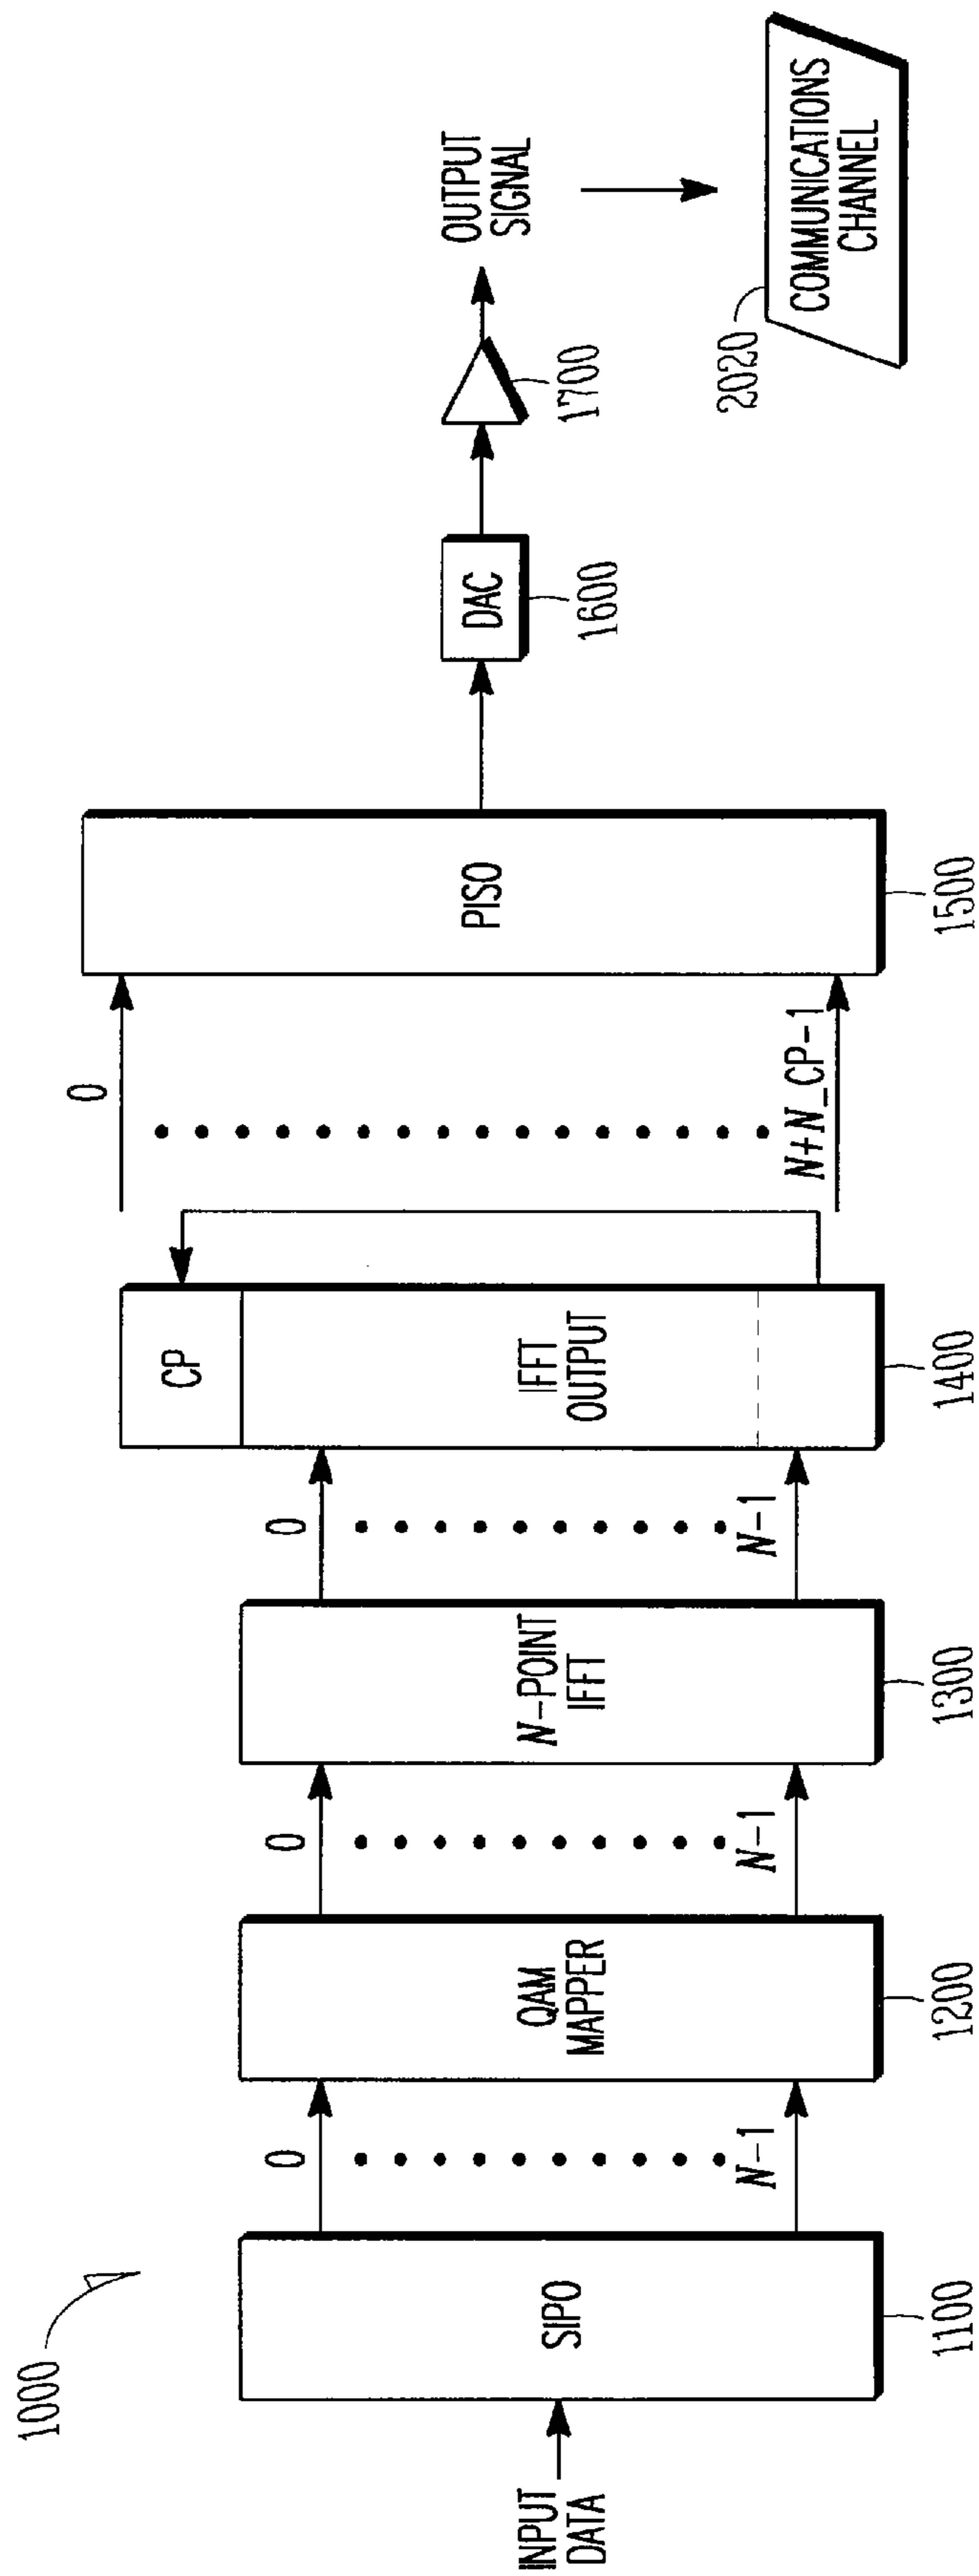 1000
INPUT
DATA
SIPO
1100
0
N-1
QAM
MAPPER
1200
0
N-1
N-POINT
IFFT
1300
0
N-1
CP
IFFT
OUTPUT
1400
0
N+N_CP-1
PISO
1500
DAC
1600
1700
OUTPUT
SIGNAL
2020
COMMUNICATIONS
CHANNEL